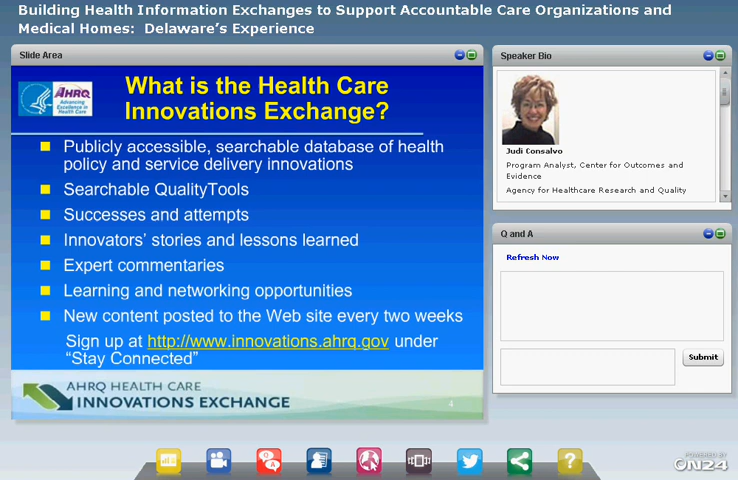 Building Health Information Exchanges to Support Accountable Care Organizations and
Medical Homes:  Delaware's Experience
Slide Area
AHRQ
Advancing
Excellence in
Health Care
What is the Health Care
Innovations Exchange?
Publicly accessible, searchable database of health
policy and service delivery innovations
Searchable QualityTools
Successes and attempts
Innovators' stories and lessons learned
Expert commentaries
Learning and networking opportunities
New content posted to the Web site every two weeks
Sign up at http://www.innovations.ahrq.gov under
“Stay Connected”
AHRQ HEALTH CARE
INNOVATIONS EXCHANGE
4
Speaker Bio
Judi Consalvo
Program Analyst, Center for Outcomes and
Evidence
Agency for Healthcare Research and Quality
Q and A
Refresh Now
Submit
Q
A
?
POWERED BY
ON24